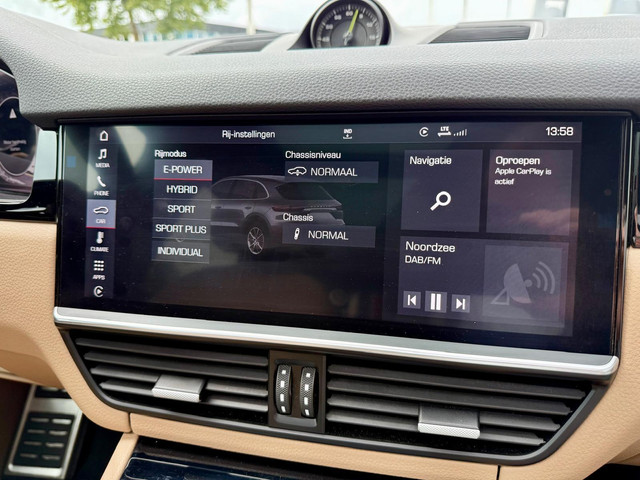 Rij-instellingen
IND
LTE
13:58
MEDIA
PHONE
CAR
CLIMATE
APPS
Rijmodus
E-POWER
HYBRID
SPORT
SPORT PLUS
INDIVIDUAL
Chassisniveau
NORMAAL
Chassis
NORMAL
Navigatie
Oproepen
Apple CarPlay is
actief
Noordzee
DAB/FM